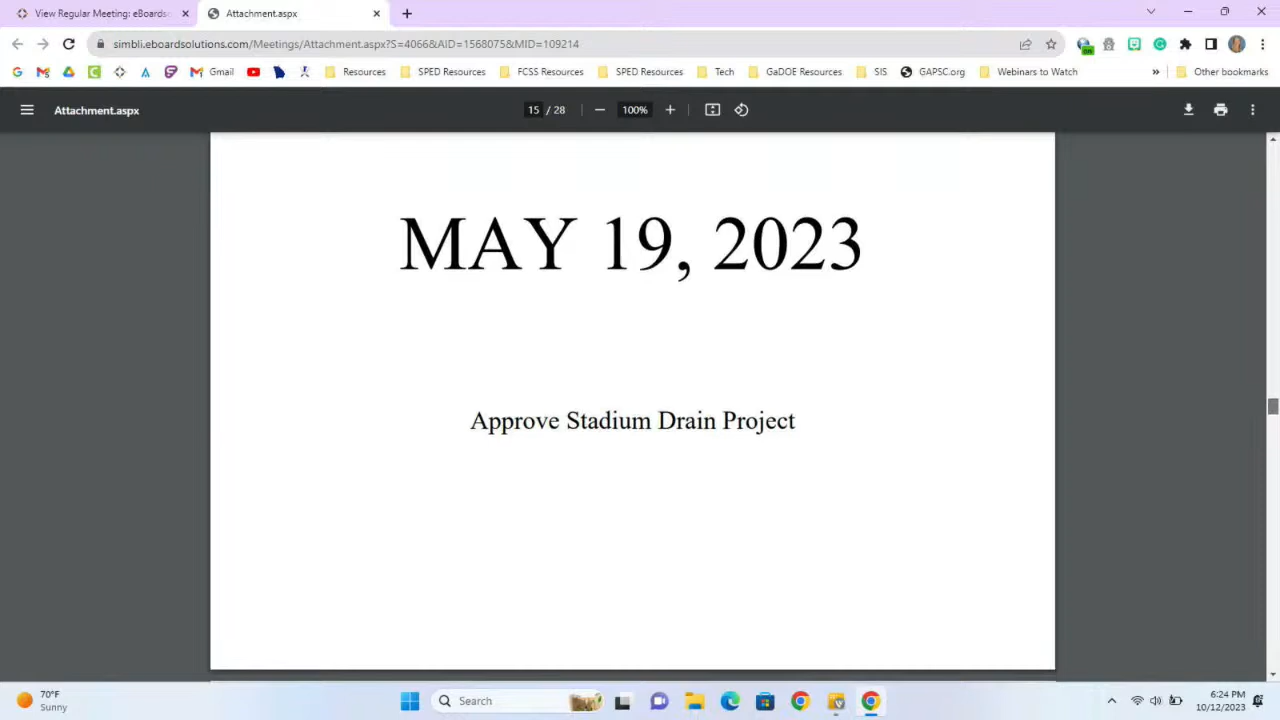 View Regular Meeting: eBoards
Attachment.aspx
simbli.eboardsolutions.com/Meetings/Attachment.aspx?S=4066&AID=1563075&MID=109214
Gmail
Resources
SPED Resources
FCSS Resources
SPED Resources
Tech
GaDOE Resources
SIS
GAPSC.org
Webinars to Watch
»
Other bookmarks
Attachment.aspx
15 / 28
100%
MAY 19, 2023
Approve Stadium Drain Project
70°F
Sunny
Search
6:24 PM
10/12/2023